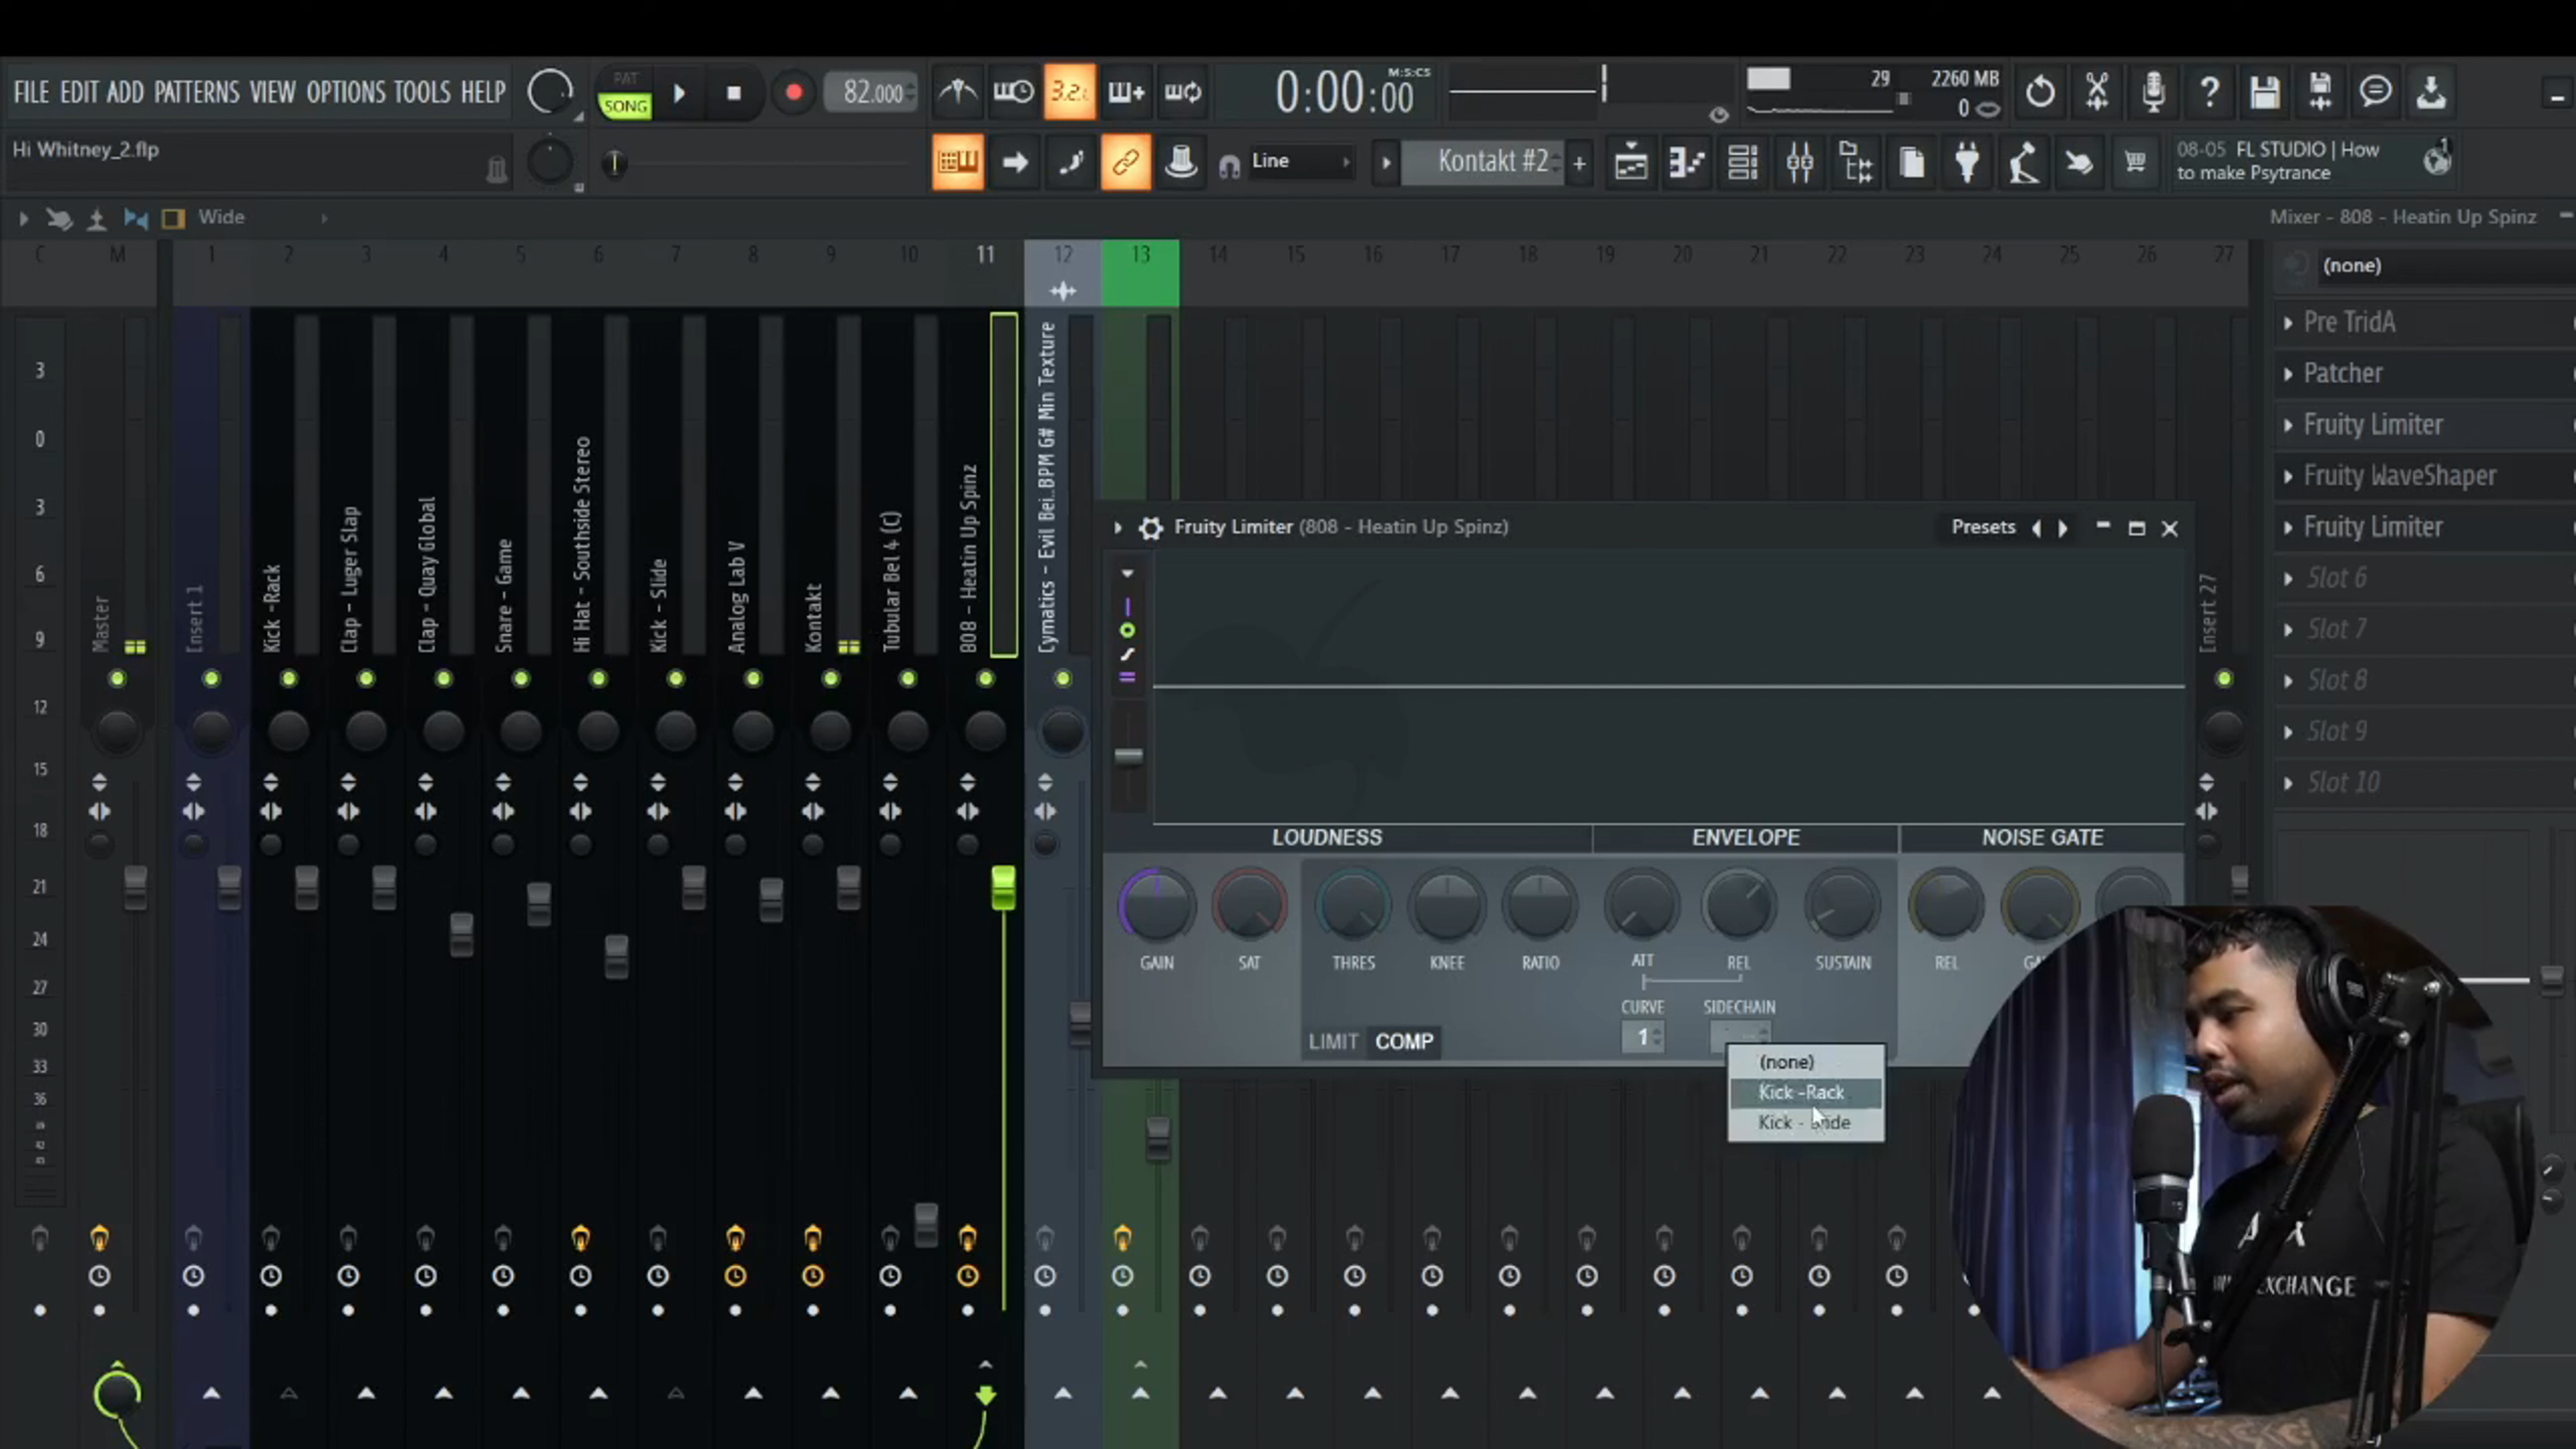 FILE EDIT ADD PATTERNS VIEW OPTIONS TOOLS HELP
PAT
SONG
82.000
3.2.
0:00:00
M:S:CS
29
2260 MB
0
Hi Whitney_2.flp
Line
Kontakt #2
08-05 FL STUDIO | How
to make Psytrance
1
Wide
Mixer - 808 - Heatin Up Spinz
C M 1 2 3 4 5 6 7 8 9 10 11 12 13 14 15 16 17 18 19 20 21 22 23 24 25 26 27
(none)
Pre TridA
Patcher
Fruity Limiter
Fruity WaveShaper
Fruity Limiter
Slot 6
Slot 7
Slot 8
Slot 9
Slot 10
3
0
3
6
9
12
15
18
21
24
27
30
33
36
Master
Insert 1
Kick -Rack
Clap - Luger Slap
Clap - Quay Global
Snare - Game
Hi Hat - Southside Stereo
Kick - Slide
Analog Lab V
Kontakt
Tubular Bel 4 (C)
808 - Heatin Up Spinz
Cymatics - Evil Bei..BPM G# Min Texture
Insert 27
Fruity Limiter (808 - Heatin Up Spinz)
Presets
LOUDNESS ENVELOPE NOISE GATE
GAIN SAT THRES KNEE RATIO ATT REL SUSTAIN REL
CURVE SIDECHAIN
LIMIT COMP 1
(none)
Kick -Rack
Kick -
EXCHANGE